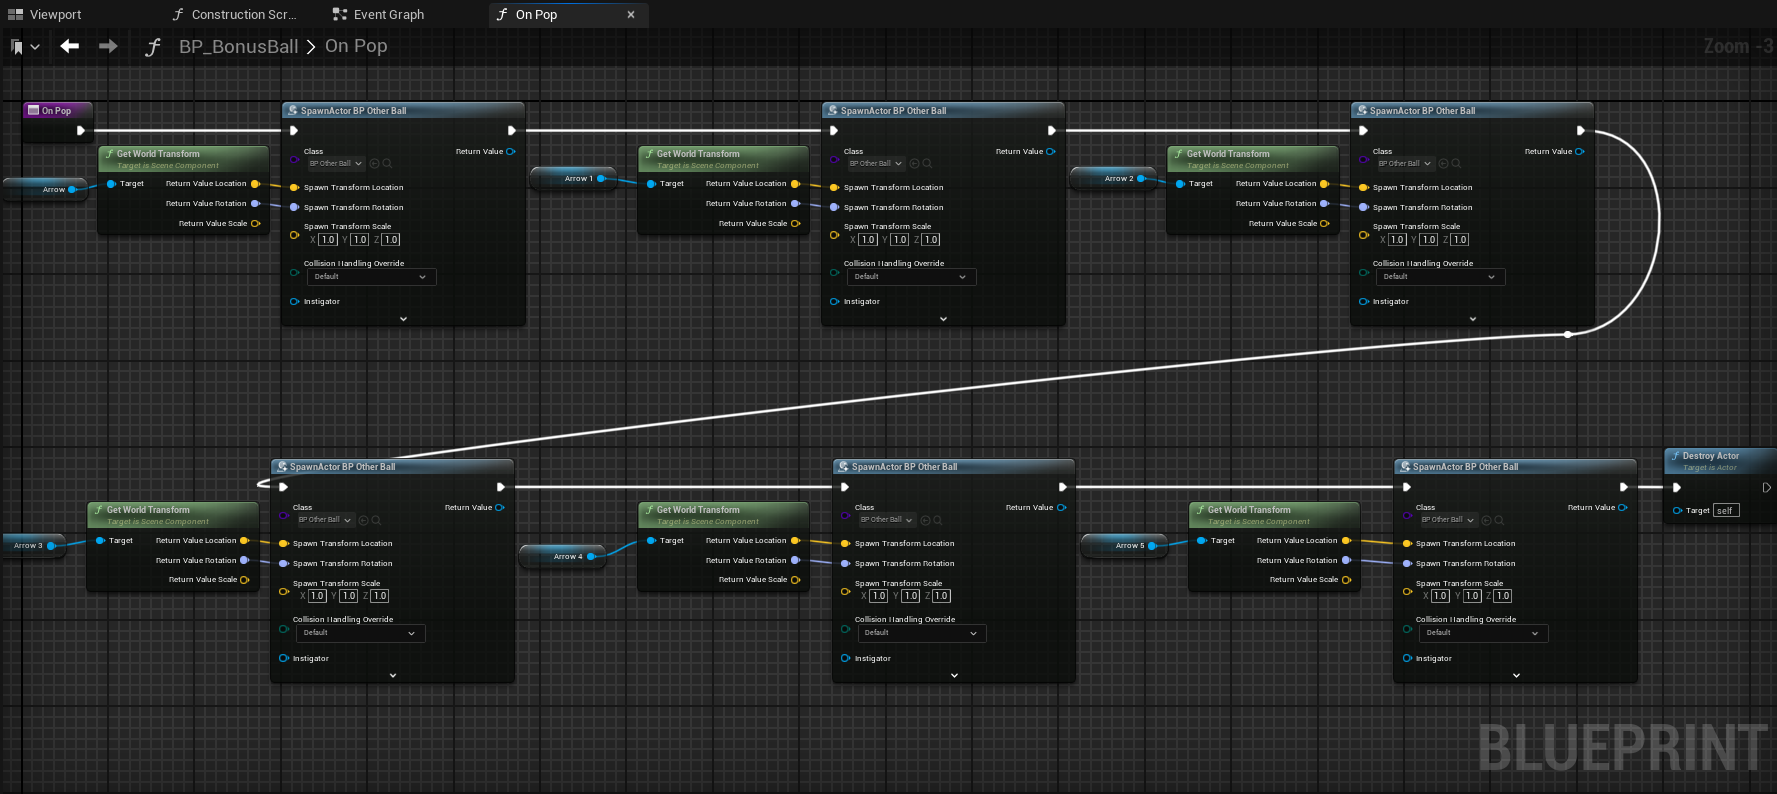 Viewport
Construction Scr...
Event Graph
On Pop
BP_BonusBall > On Pop
Zoom -3
On Pop
SpawnActor BP Other Ball
Class
BP Other Ball
Return Value
Spawn Transform Location
Spawn Transform Rotation
Spawn Transform Scale
X 1.0 Y 1.0 Z 1.0
Collision Handling Override
Default
Instigator
Get World Transform
Target is Scene Component
Target
Return Value Location
Return Value Rotation
Return Value Scale
Arrow
SpawnActor BP Other Ball
Class
BP Other Ball
Return Value
Spawn Transform Location
Spawn Transform Rotation
Spawn Transform Scale
X 1.0 Y 1.0 Z 1.0
Collision Handling Override
Default
Instigator
Get World Transform
Target is Scene Component
Target
Return Value Location
Return Value Rotation
Return Value Scale
Arrow 1
SpawnActor BP Other Ball
Class
BP Other Ball
Return Value
Spawn Transform Location
Spawn Transform Rotation
Spawn Transform Scale
X 1.0 Y 1.0 Z 1.0
Collision Handling Override
Default
Instigator
Get World Transform
Target is Scene Component
Target
Return Value Location
Return Value Rotation
Return Value Scale
Arrow 2
SpawnActor BP Other Ball
Class
BP Other Ball
Return Value
Spawn Transform Location
Spawn Transform Rotation
Spawn Transform Scale
X 1.0 Y 1.0 Z 1.0
Collision Handling Override
Default
Instigator
Get World Transform
Target is Scene Component
Target
Return Value Location
Return Value Rotation
Return Value Scale
Arrow 3
SpawnActor BP Other Ball
Class
BP Other Ball
Return Value
Spawn Transform Location
Spawn Transform Rotation
Spawn Transform Scale
X 1.0 Y 1.0 Z 1.0
Collision Handling Override
Default
Instigator
Get World Transform
Target is Scene Component
Target
Return Value Location
Return Value Rotation
Return Value Scale
Arrow 4
SpawnActor BP Other Ball
Class
BP Other Ball
Return Value
Spawn Transform Location
Spawn Transform Rotation
Spawn Transform Scale
X 1.0 Y 1.0 Z 1.0
Collision Handling Override
Default
Instigator
Get World Transform
Target is Scene Component
Target
Return Value Location
Return Value Rotation
Return Value Scale
Arrow 5
Destroy Actor
Target is Actor
Target self
BLUEPRINT